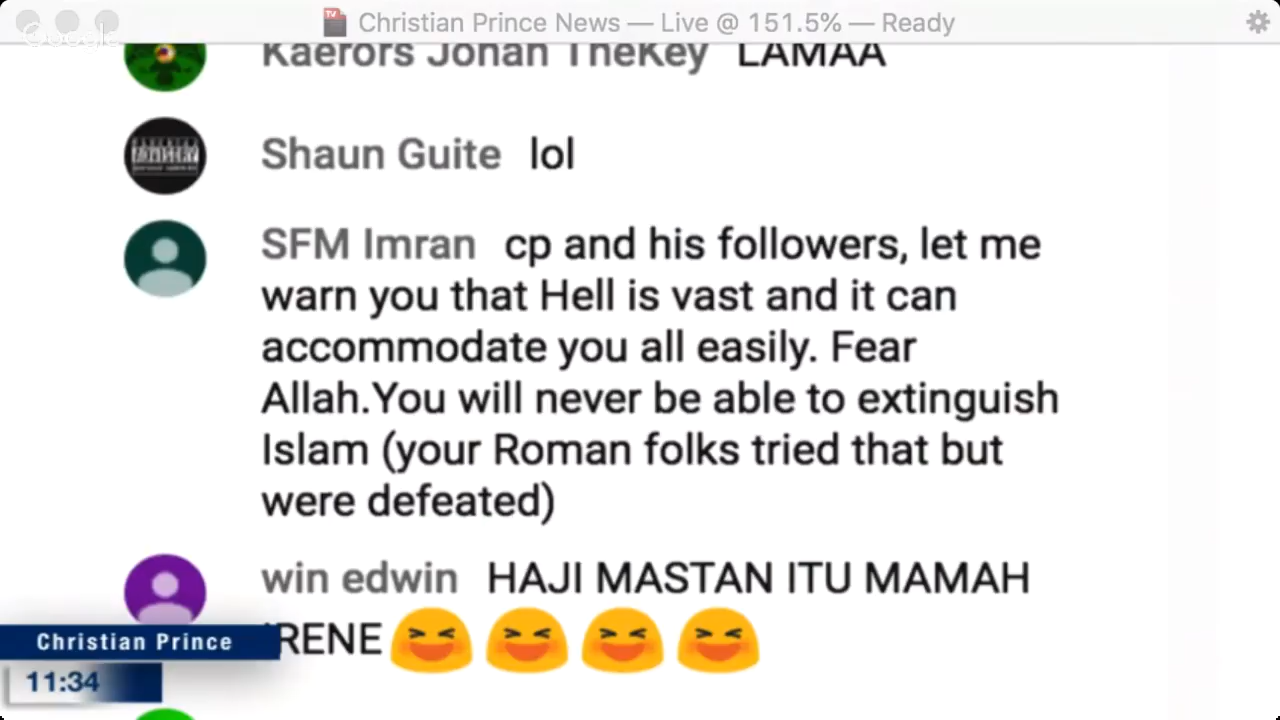 Christian Prince News — Live @ 151.5% — Ready
Google
Kaerors Jonan TheKey LAMAA
Shaun Guite lol
SFM Imran cp and his followers, let me
warn you that Hell is vast and it can
accommodate you all easily. Fear
Allah.You will never be able to extinguish
Islam (your Roman folks tried that but
were defeated)
win edwin HAJI MASTAN ITU MAMAH
IRENE
Christian Prince
11:34